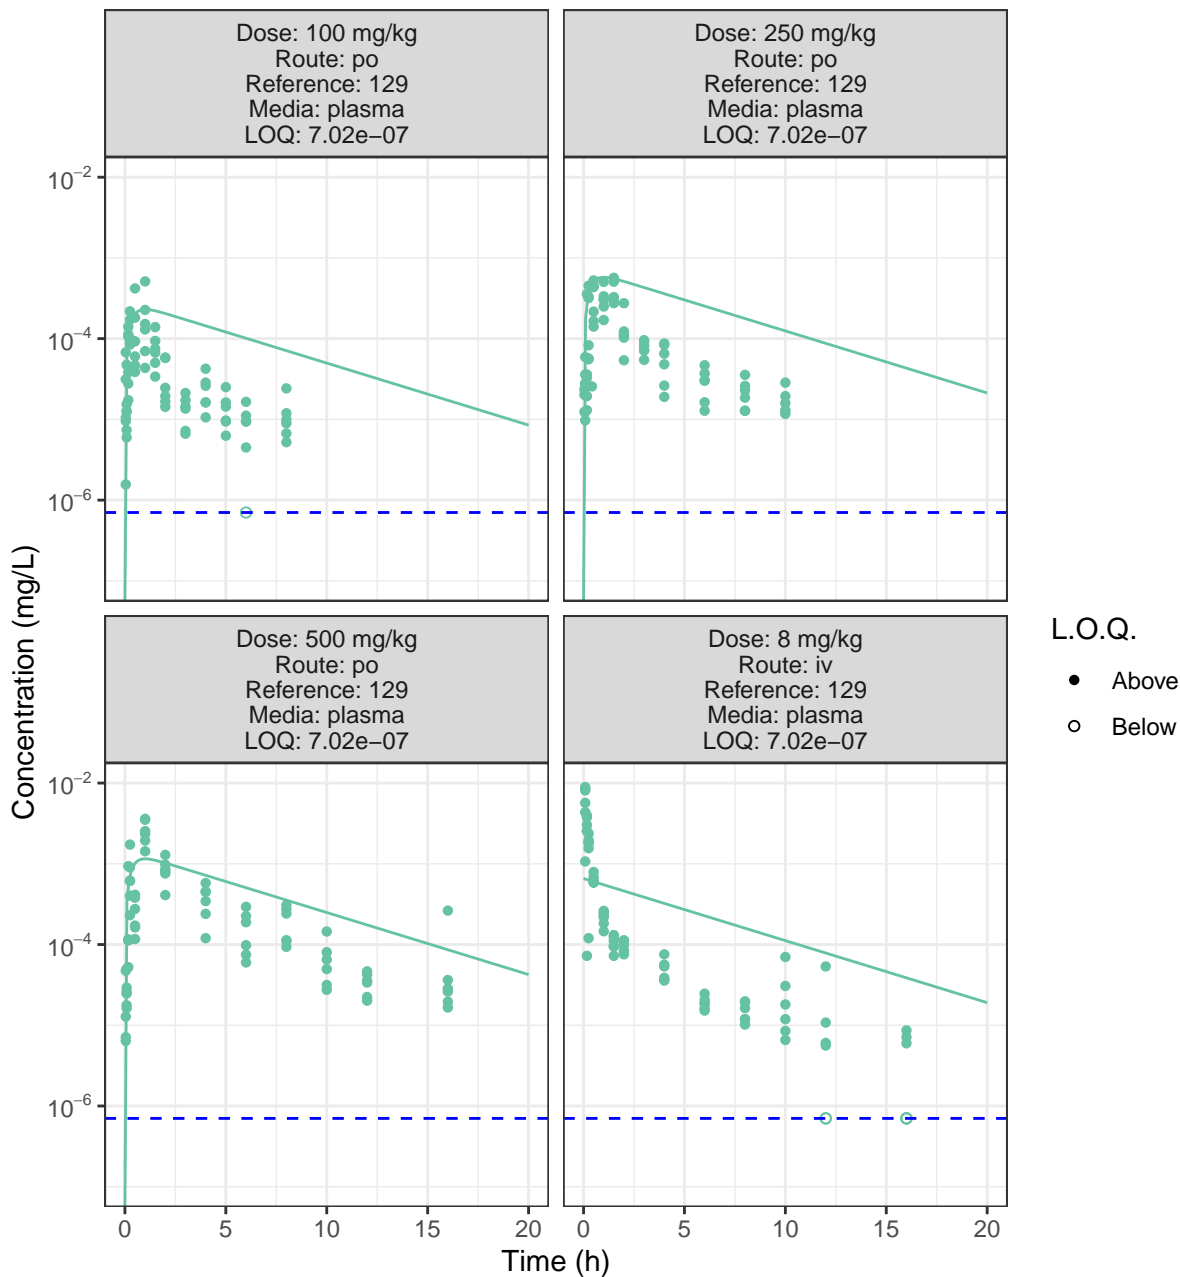 Dose: 100 mg/kg
Route: po
Reference: 129
Media: plasma
LOQ: 7.02e−07
Dose: 250 mg/kg
Route: po
Reference: 129
Media: plasma
LOQ: 7.02e−07
10−2
10−4
10−6
Dose: 500 mg/kg
Route: po
Reference: 129
Media: plasma
LOQ: 7.02e−07
Dose: 8 mg/kg
Route: iv
Reference: 129
Media: plasma
LOQ: 7.02e−07
10−2
10−4
10−6
0 5 10 15 20
0 5 10 15 20
Time (h)
Concentration (mg/L)
L.O.Q.
Above
Below